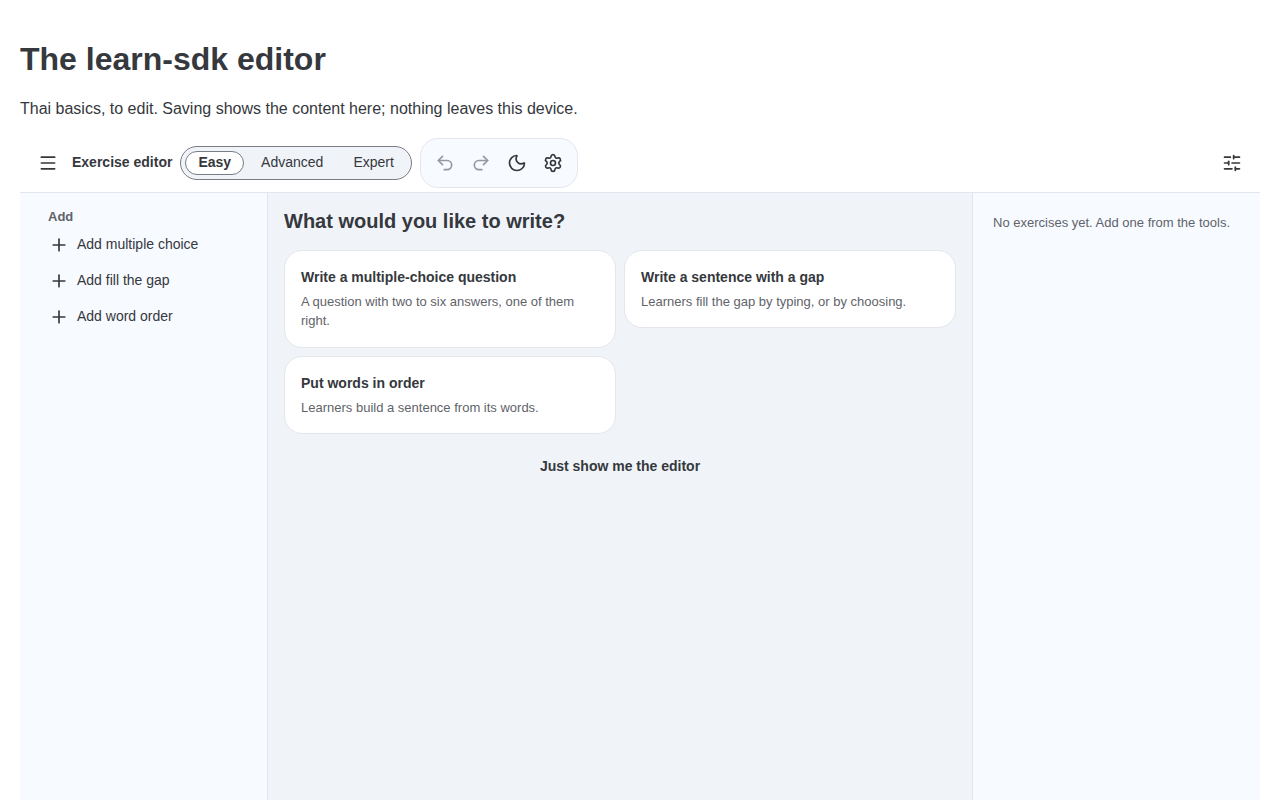 The learn-sdk editor
Thai basics, to edit. Saving shows the content here; nothing leaves this device.
Exercise editor
Easy
Advanced
Expert
Add
Add multiple choice
Add fill the gap
Add word order
What would you like to write?
Write a multiple-choice question
A question with two to six answers, one of them
right.
Write a sentence with a gap
Learners fill the gap by typing, or by choosing.
Put words in order
Learners build a sentence from its words.
Just show me the editor
No exercises yet. Add one from the tools.